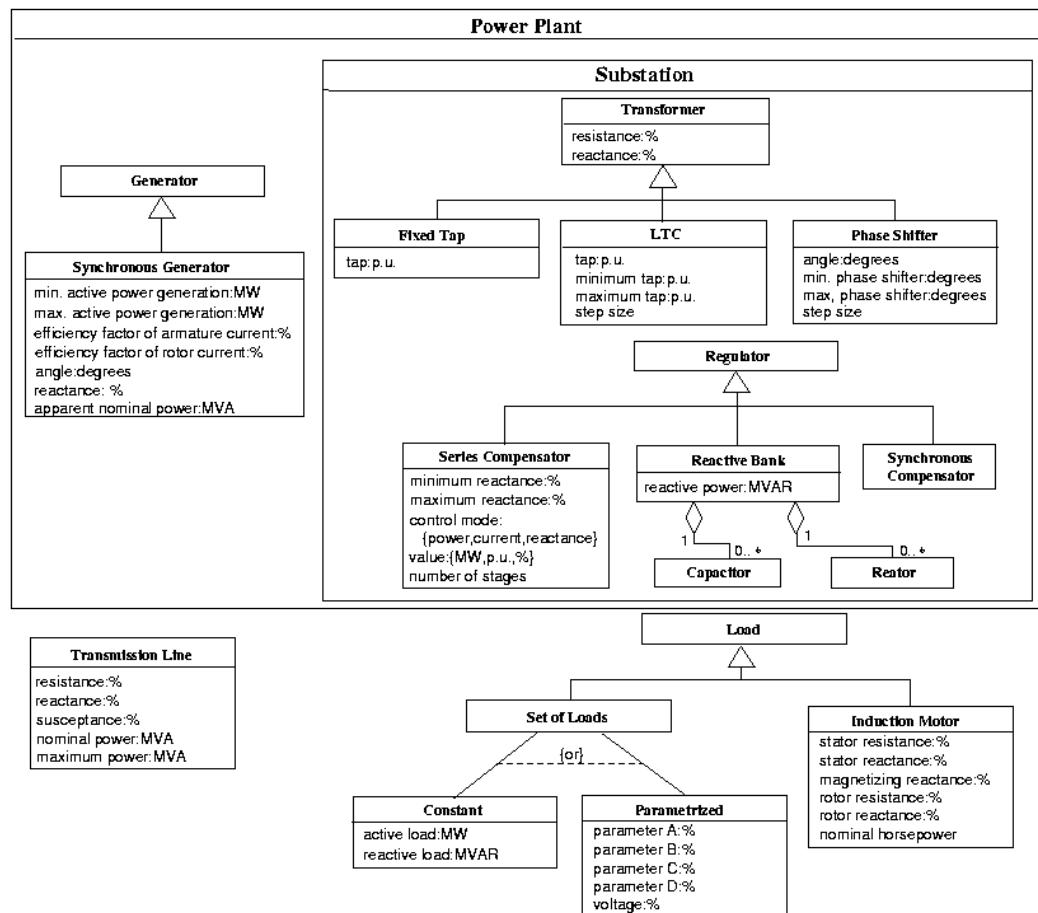 Power Plant
Substation
Transformer
resistance:%
reactance:%
Generator
Synchronous Generator
min. active power generation:MW
max. active power generation:MW
efficiency factor of armature current:%
efficiency factor of rotor current:%
angle:degrees
reactance: %
apparent nominal power:MVA
Fixed Tap
tap:p.u.
LTC
tap:p.u.
minimum tap:p.u.
maximum tap:p.u.
step size
Phase Shifter
angle:degrees
min. phase shifter:degrees
max, phase shifter:degrees
step size
Regulator
Series Compensator
minimum reactance:%
maximum reactance:%
control mode:
{power,current,reactance}
value:{MW,p.u.,%}
number of stages
Reactive Bank
reactive power:MVAR
Synchronous
Compensator
1
0.. *
Capacitor
1
0.. *
Reator
Transmission Line
resistance:%
reactance:%
susceptance:%
nominal power:MVA
maximum power:MVA
Load
Set of Loads
{or}
Constant
active load:MW
reactive load:MVAR
Parametrized
parameter A:%
parameter B:%
parameter C:%
parameter D:%
voltage:%
Induction Motor
stator resistance:%
stator reactance:%
magnetizing reactance:%
rotor resistance:%
rotor reactance:%
nominal horsepower